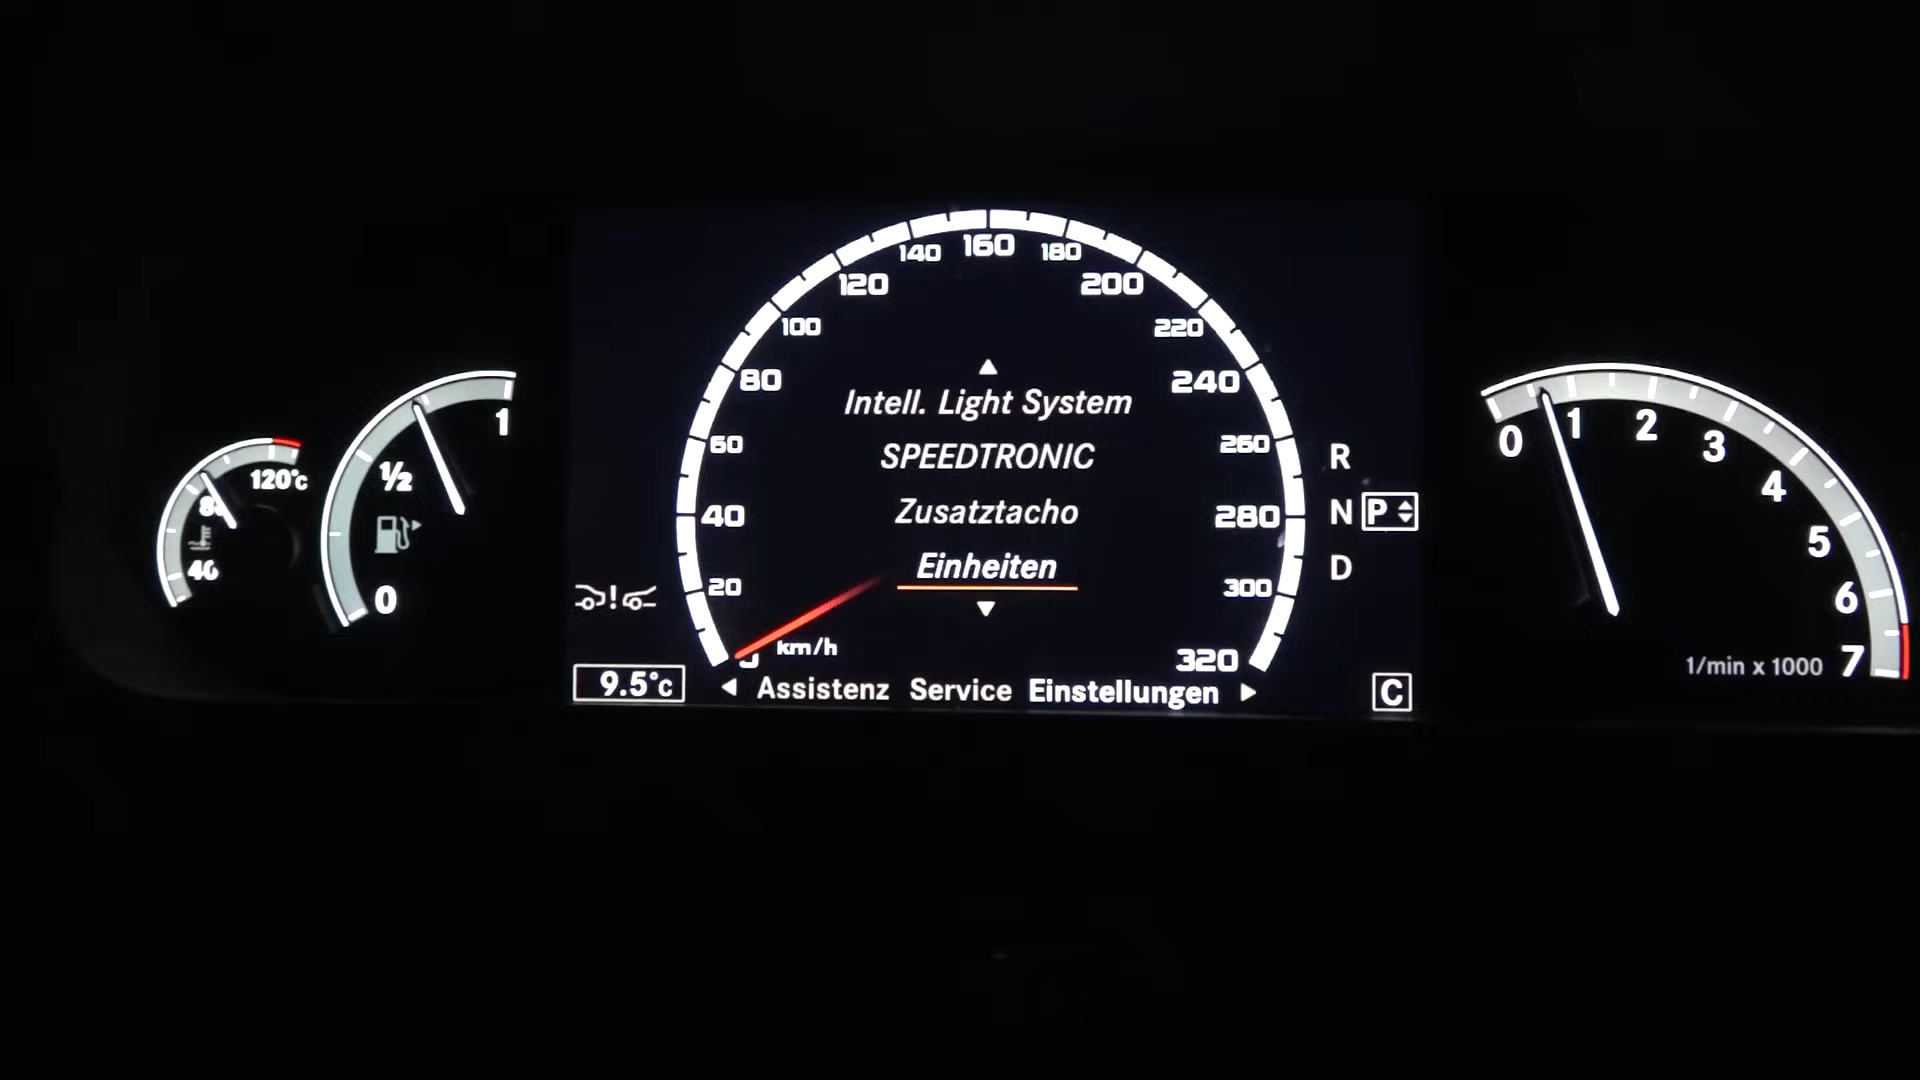 120°C
80
40
1
½
0
9.5°C
160
140
180
120
200
100
220
80
240
60
260
40
280
20
300
320
km/h
Intell. Light System
SPEEDTRONIC
Zusatztacho
Einheiten
Assistenz Service Einstellungen
R
N P
D
C
0
1
2
3
4
5
6
7
1/min x 1000